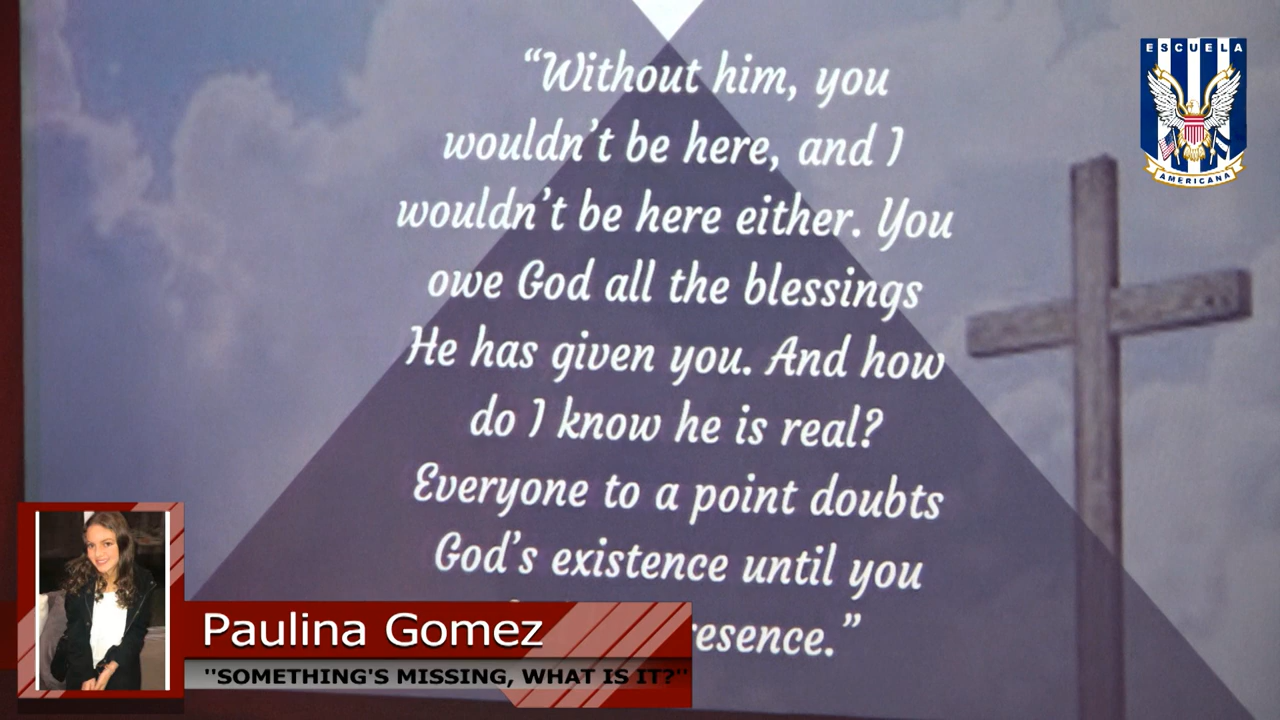 “Without him, you
wouldn’t be here, and I
wouldn’t be here either. You
owe God all the blessings
He has given you. And how
do I know he is real?
Everyone to a point doubts
God’s existence until you
resence.”
ESCUELA
AMERICANA
Paulina Gomez
"SOMETHING'S MISSING, WHAT IS IT?"